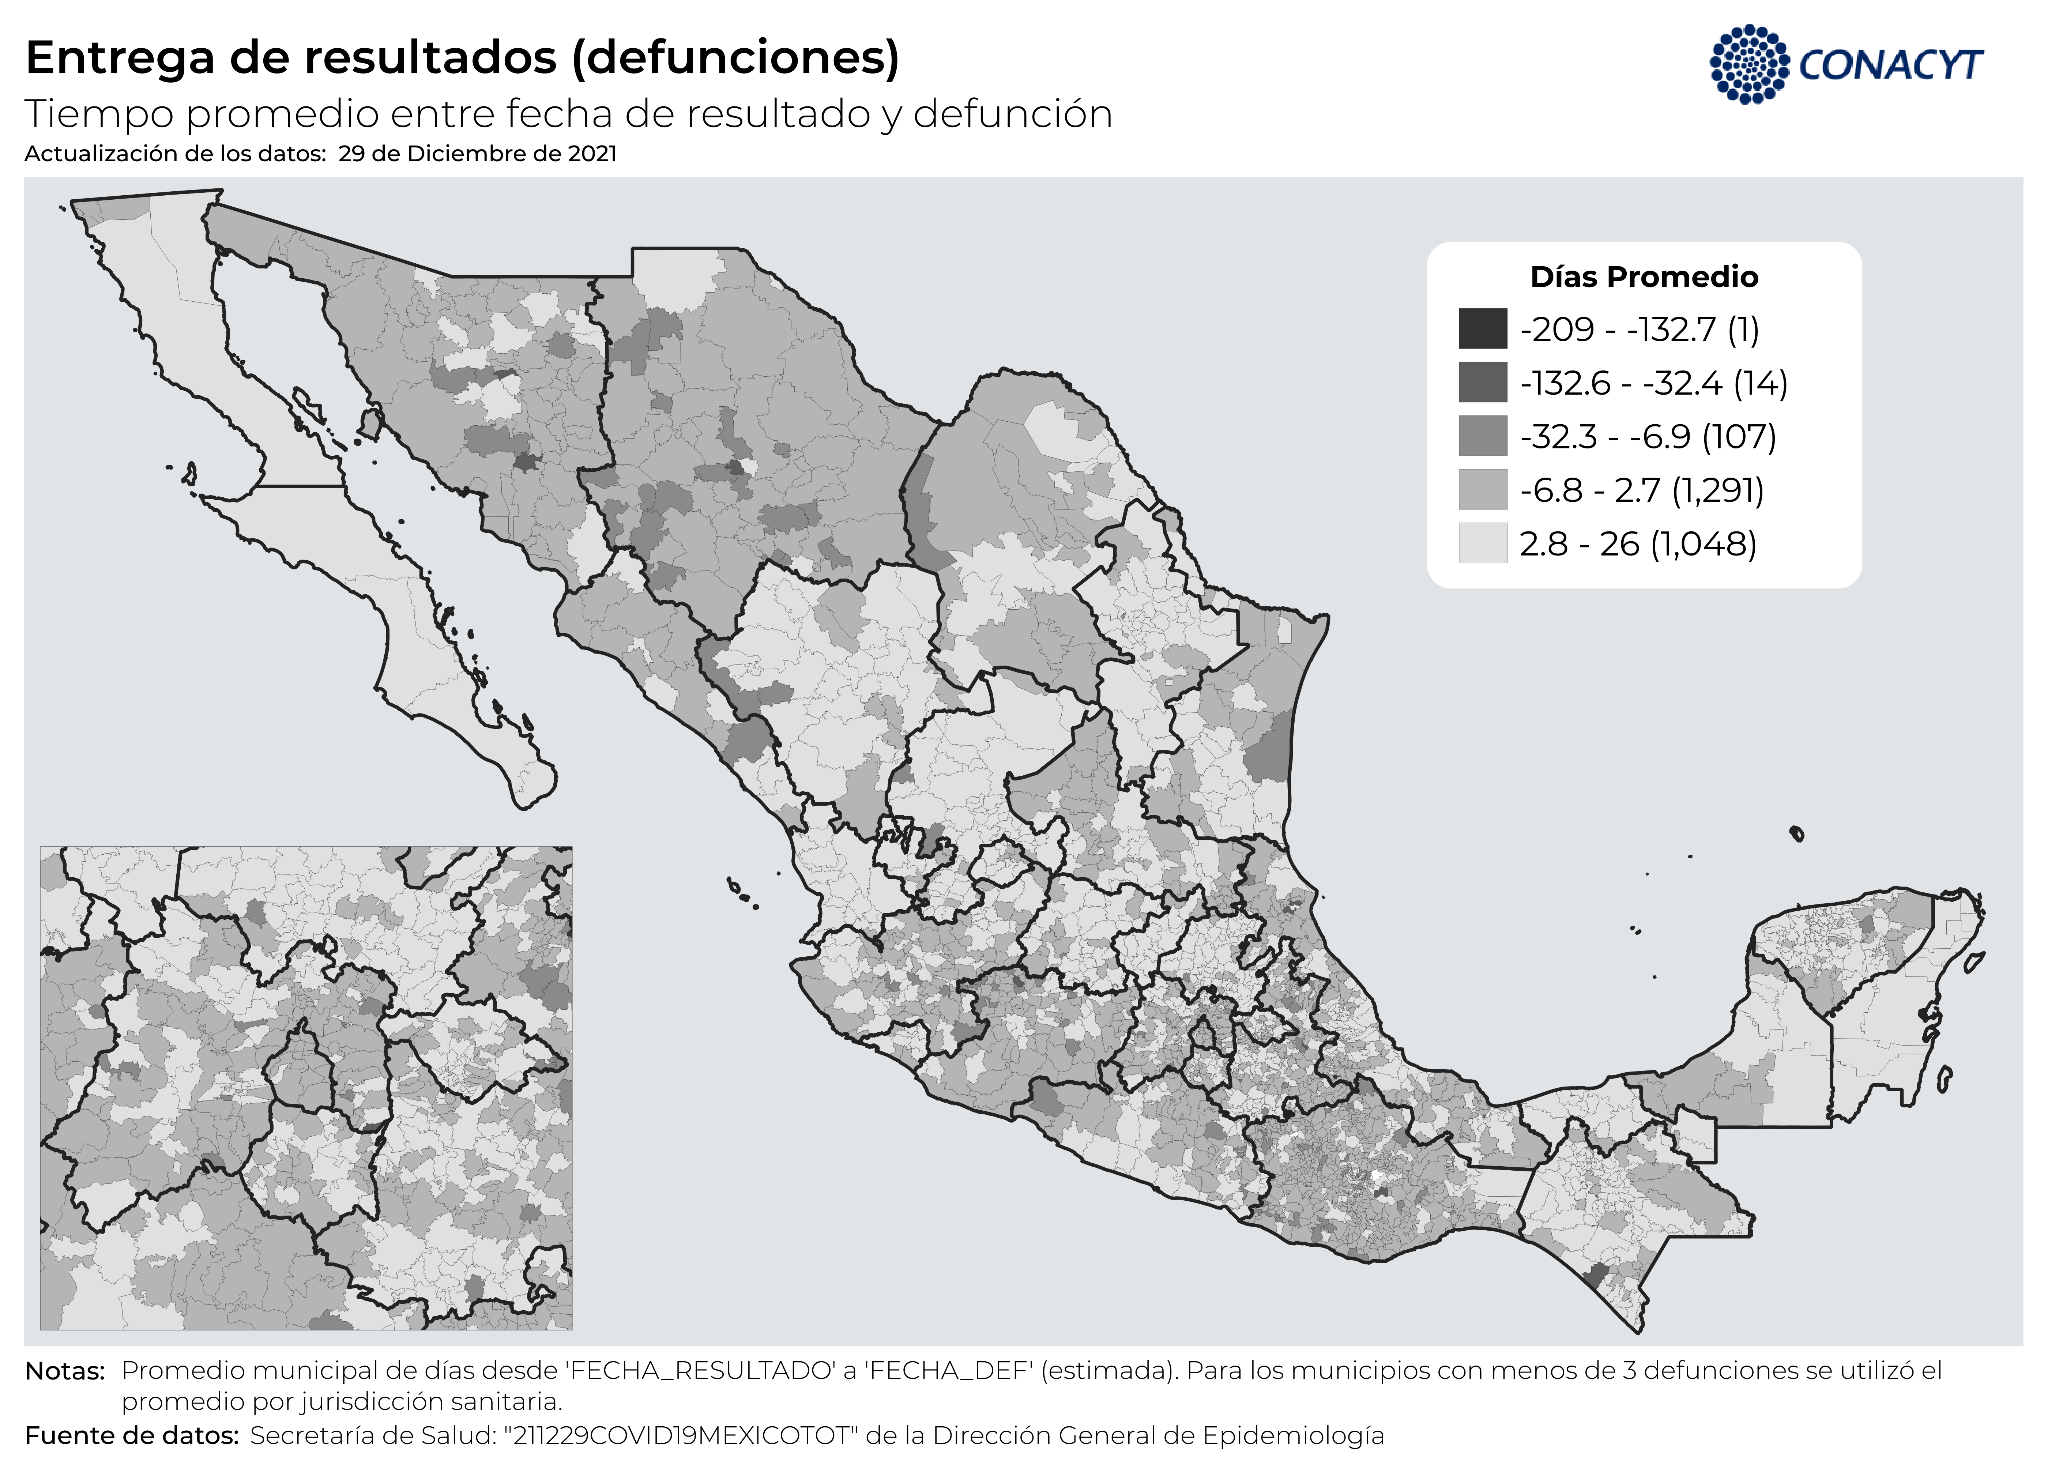 Entrega de resultados (defunciones)
CONACYT
Tiempo promedio entre fecha de resultado y defunción
Actualización de los datos: 29 de Diciembre de 2021
Días Promedio
-209 - -132.7 (1)
-132.6 - -32.4 (14)
-32.3 - -6.9 (107)
-6.8 - 2.7 (1,291)
2.8 - 26 (1,048)
Notas: Promedio municipal de días desde 'FECHA_RESULTADO' a 'FECHA_DEF' (estimada). Para los municipios con menos de 3 defunciones se utilizó el
promedio por jurisdicción sanitaria.
Fuente de datos: Secretaría de Salud: "211229COVID19MEXICOTOT" de la Dirección General de Epidemiología